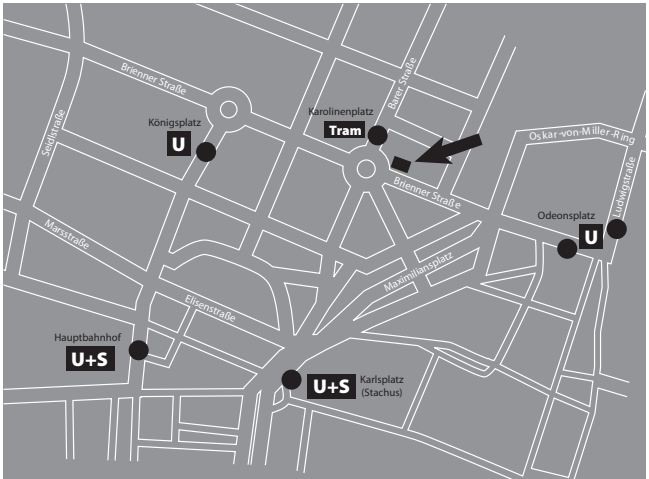 Brienner Straße
Barer Straße
Karolinenplatz
Tram
Königsplatz
U
Seidlstraße
Oskar-von-Miller-Ring
Ludwigstraße
Brienner Straße
Odeonsplatz
U
Marsstraße
Maximiliansplatz
Elisenstraße
Hauptbahnhof
U+S
U+S
Karlsplatz
(Stachus)